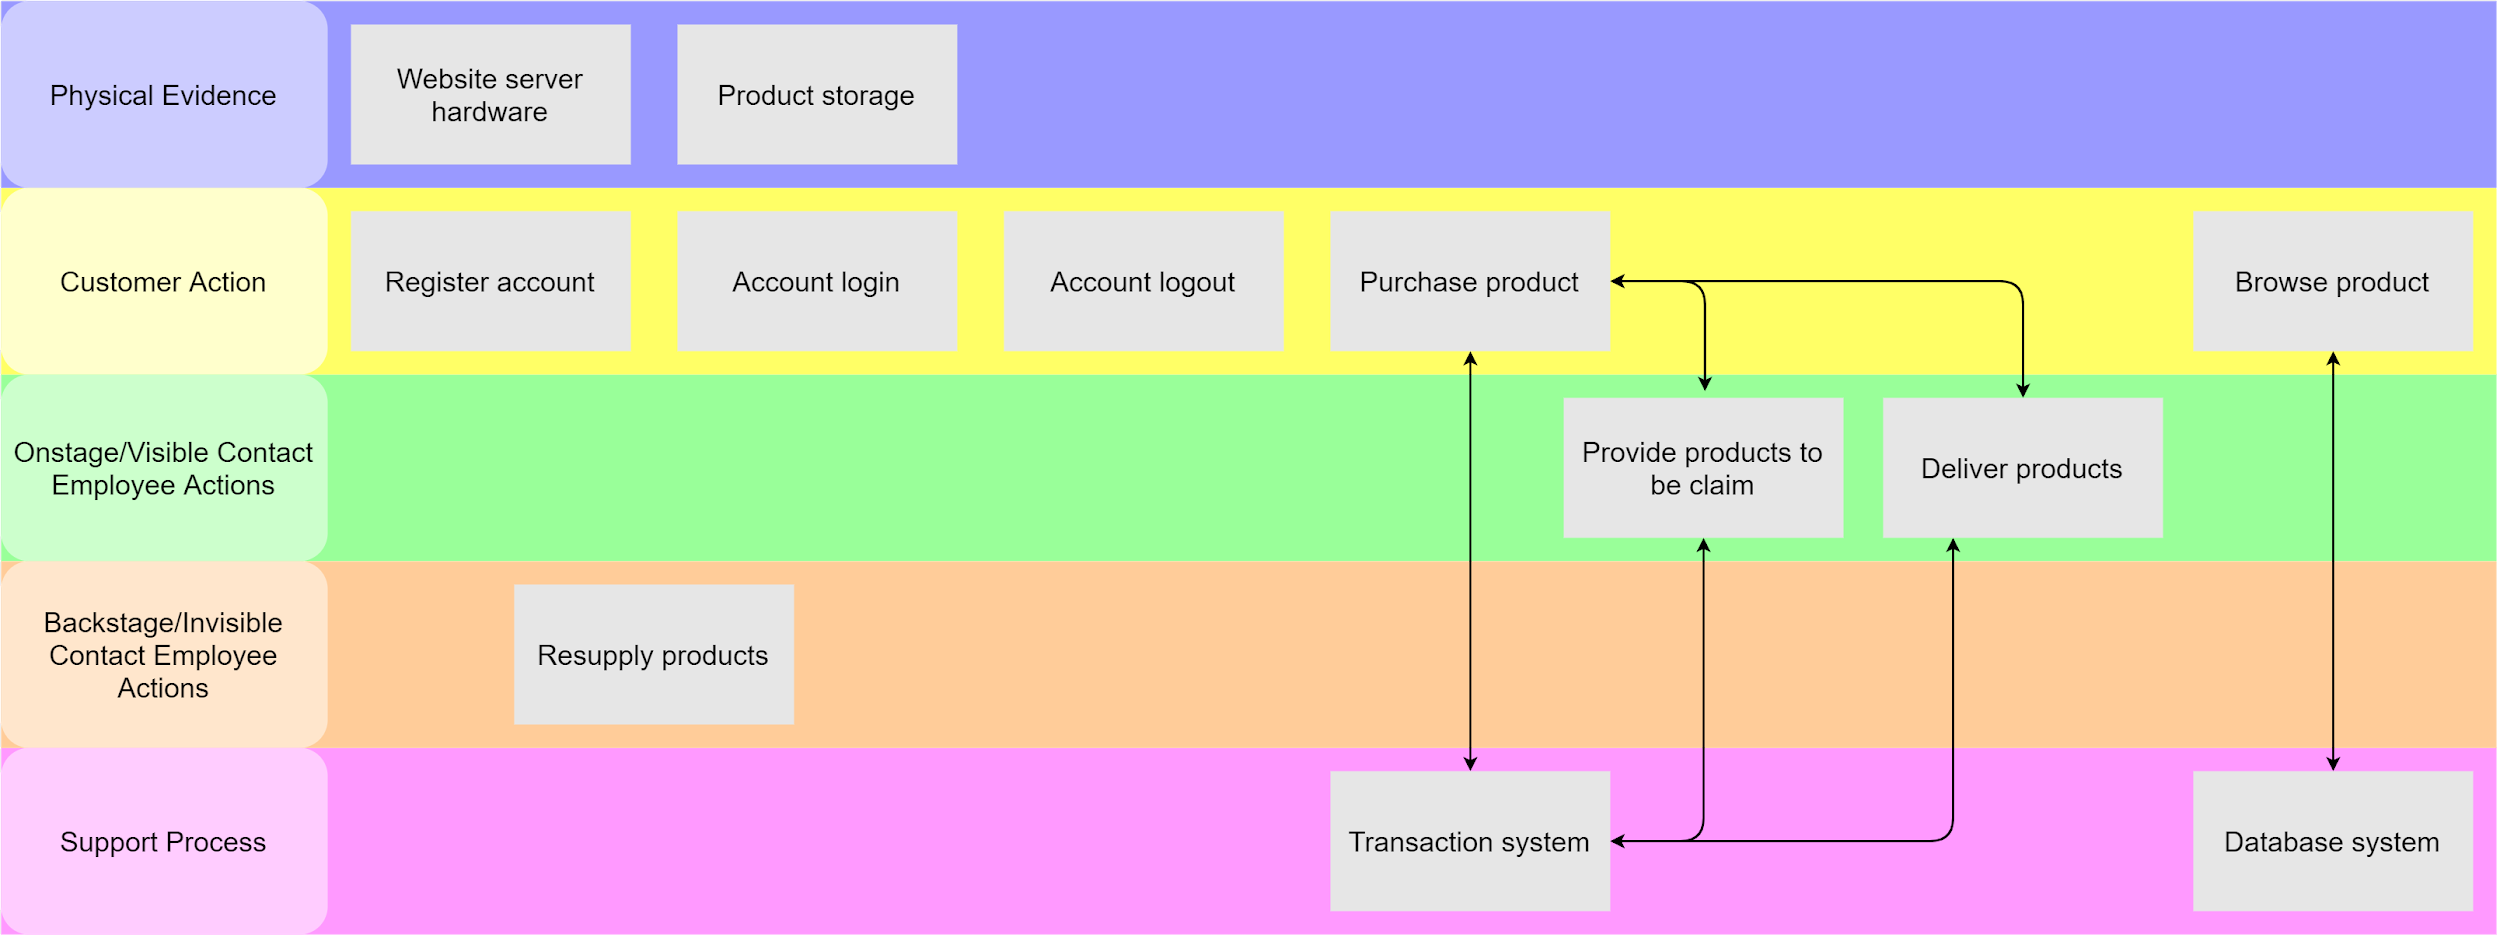 Physical Evidence
Website server
hardware
Product storage
Customer Action
Register account
Account login
Account logout
Purchase product
Browse product
Onstage/Visible Contact
Employee Actions
Provide products to
be claim
Deliver products
Backstage/Invisible
Contact Employee
Actions
Resupply products
Support Process
Transaction system
Database system